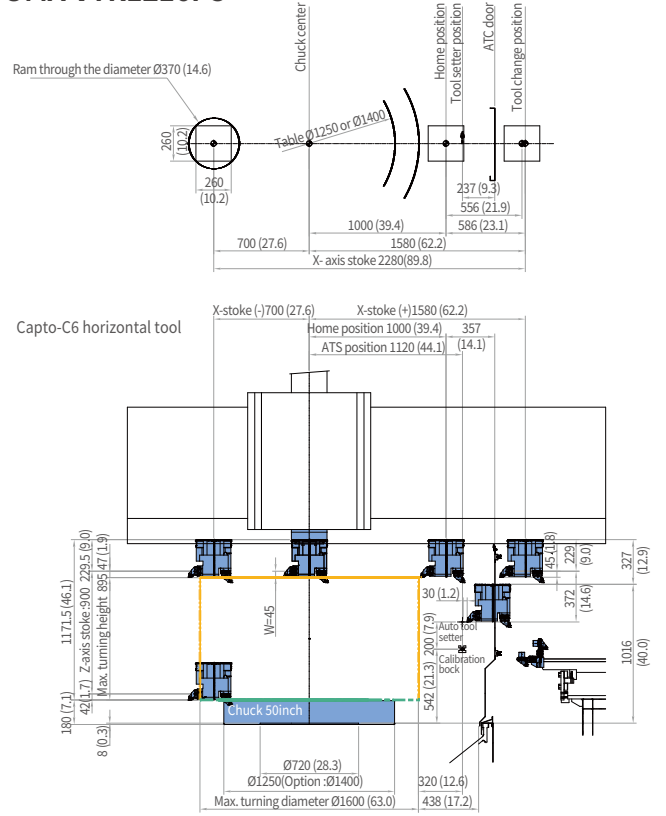 Chuck center
Home position
Tool setter position
ATC door
Tool change position
Ram through the diameter Ø370 (14.6)
Table Ø1250 or Ø1400
260
(10.2)
260
(10.2)
237 (9.3)
556 (21.9)
1000 (39.4)
586 (23.1)
700 (27.6)
1580 (62.2)
X- axis stoke 2280(89.8)
Capto-C6 horizontal tool
X-stoke (-)700 (27.6)
X-stoke (+)1580 (62.2)
Home position 1000 (39.4)
357
(14.1)
ATS position 1120 (44.1)
1171.5 (46.1)
229.5 (9.0)
Z-axis stoke :900
47 (1.9)
895
Max. turning height
42(1.7)
180 (7.1)
8 (0.3)
W=45
30 (1.2)
Auto tool
setter
Calibration
bock
200 (7.9)
542 (21.3)
45 (1.8)
229
(9.0)
327
(12.9)
372
(14.6)
1016
(40.0)
Chuck 50inch
Ø720 (28.3)
Ø1250(Option :Ø1400)
320 (12.6)
Max. turning diameter Ø1600 (63.0)
438 (17.2)